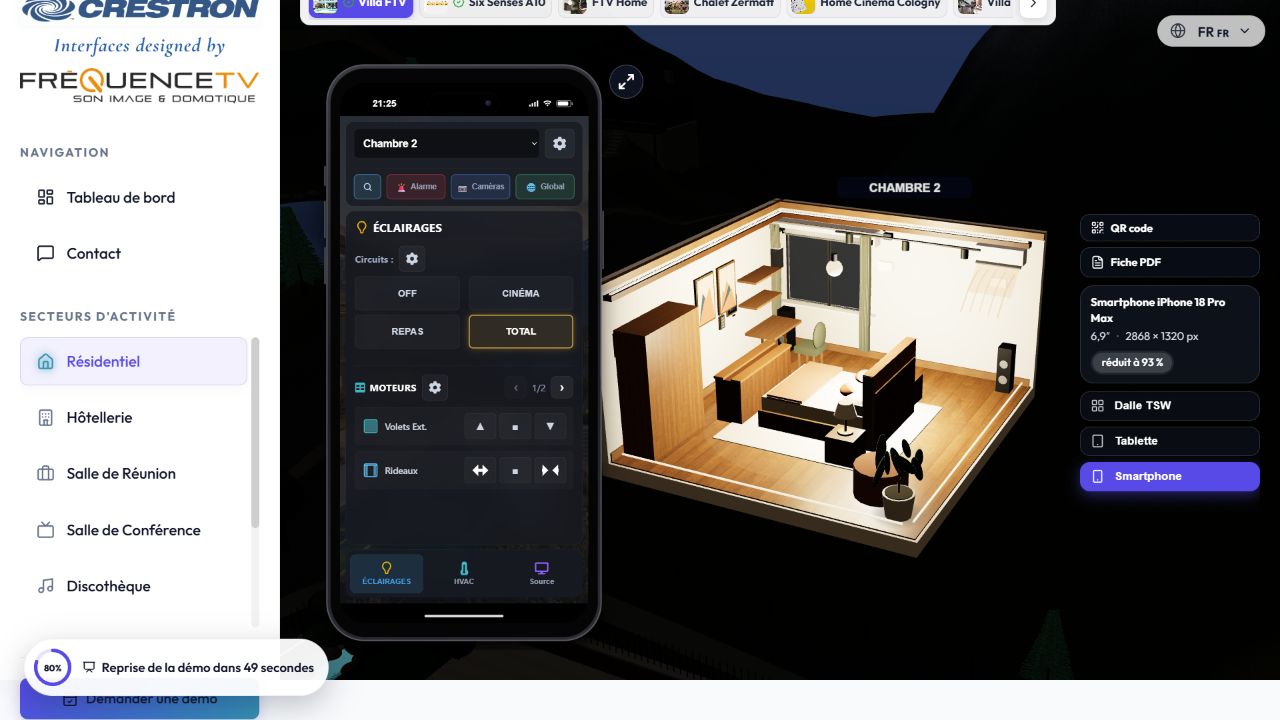 CRESTRON
Interfaces designed by
FRÉQUENCETV
SON IMAGE & DOMOTIQUE
NAVIGATION
Tableau de bord
Contact
SECTEURS D'ACTIVITÉ
Résidentiel
Hôtellerie
Salle de Réunion
Salle de Conférence
Discothèque
80%
Reprise de la démo dans 49 secondes
Demander une démo
Villa FTV
Six Senses A10
FTV Home
Chalet Zermatt
Home Cinema Cologny
Villa
FR FR
21:25
Chambre 2
Alarme
Caméras
Global
ÉCLAIRAGES
Circuits :
OFF
CINÉMA
REPAS
TOTAL
MOTEURS
1/2
Volets Ext.
Rideaux
ÉCLAIRAGES
HVAC
Source
CHAMBRE 2
QR code
Fiche PDF
Smartphone iPhone 18 Pro
Max
6,9" · 2868 × 1320 px
réduit à 93 %
Dalle TSW
Tablette
Smartphone